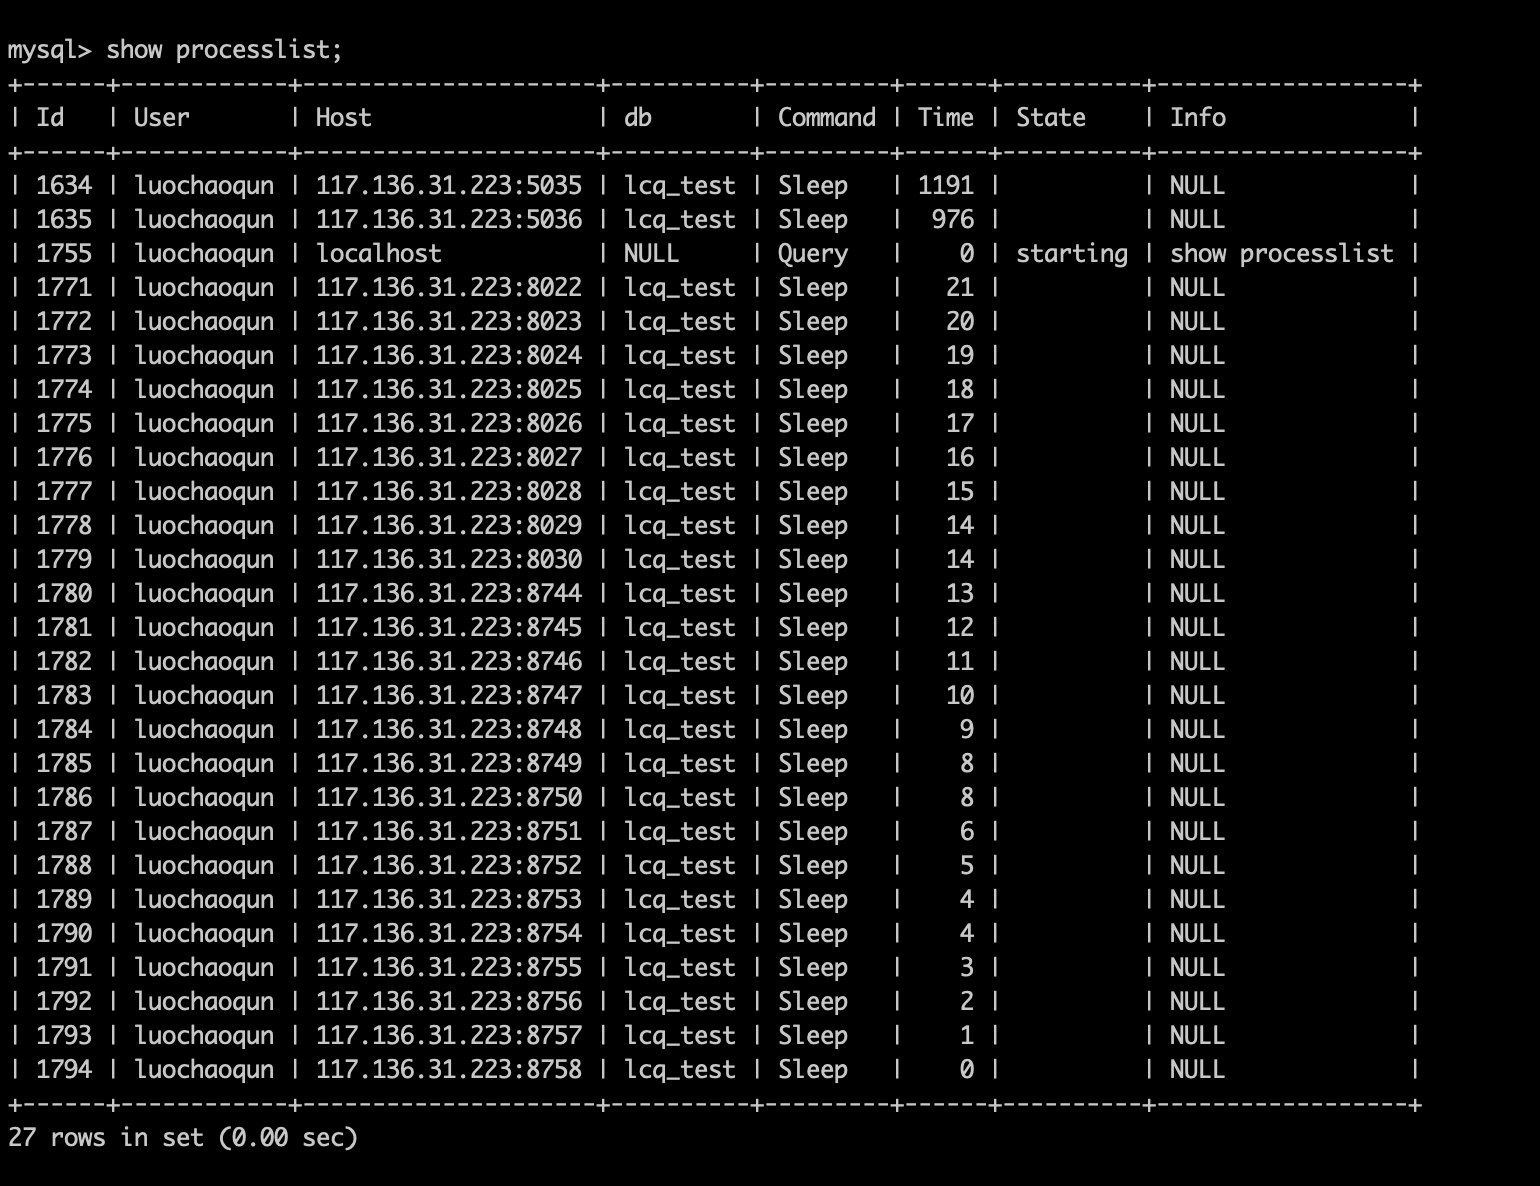 mysql> show processlist;
+------+------------+---------------------+----------+---------+------+----------+------------------+
| Id   | User       | Host                | db       | Command | Time | State    | Info             |
+------+------------+---------------------+----------+---------+------+----------+------------------+
| 1634 | luochaoqun | 117.136.31.223:5035 | lcq_test | Sleep   | 1191 |          | NULL             |
| 1635 | luochaoqun | 117.136.31.223:5036 | lcq_test | Sleep   |  976 |          | NULL             |
| 1755 | luochaoqun | localhost           | NULL     | Query   |    0 | starting | show processlist |
| 1771 | luochaoqun | 117.136.31.223:8022 | lcq_test | Sleep   |   21 |          | NULL             |
| 1772 | luochaoqun | 117.136.31.223:8023 | lcq_test | Sleep   |   20 |          | NULL             |
| 1773 | luochaoqun | 117.136.31.223:8024 | lcq_test | Sleep   |   19 |          | NULL             |
| 1774 | luochaoqun | 117.136.31.223:8025 | lcq_test | Sleep   |   18 |          | NULL             |
| 1775 | luochaoqun | 117.136.31.223:8026 | lcq_test | Sleep   |   17 |          | NULL             |
| 1776 | luochaoqun | 117.136.31.223:8027 | lcq_test | Sleep   |   16 |          | NULL             |
| 1777 | luochaoqun | 117.136.31.223:8028 | lcq_test | Sleep   |   15 |          | NULL             |
| 1778 | luochaoqun | 117.136.31.223:8029 | lcq_test | Sleep   |   14 |          | NULL             |
| 1779 | luochaoqun | 117.136.31.223:8030 | lcq_test | Sleep   |   14 |          | NULL             |
| 1780 | luochaoqun | 117.136.31.223:8744 | lcq_test | Sleep   |   13 |          | NULL             |
| 1781 | luochaoqun | 117.136.31.223:8745 | lcq_test | Sleep   |   12 |          | NULL             |
| 1782 | luochaoqun | 117.136.31.223:8746 | lcq_test | Sleep   |   11 |          | NULL             |
| 1783 | luochaoqun | 117.136.31.223:8747 | lcq_test | Sleep   |   10 |          | NULL             |
| 1784 | luochaoqun | 117.136.31.223:8748 | lcq_test | Sleep   |    9 |          | NULL             |
| 1785 | luochaoqun | 117.136.31.223:8749 | lcq_test | Sleep   |    8 |          | NULL             |
| 1786 | luochaoqun | 117.136.31.223:8750 | lcq_test | Sleep   |    8 |          | NULL             |
| 1787 | luochaoqun | 117.136.31.223:8751 | lcq_test | Sleep   |    6 |          | NULL             |
| 1788 | luochaoqun | 117.136.31.223:8752 | lcq_test | Sleep   |    5 |          | NULL             |
| 1789 | luochaoqun | 117.136.31.223:8753 | lcq_test | Sleep   |    4 |          | NULL             |
| 1790 | luochaoqun | 117.136.31.223:8754 | lcq_test | Sleep   |    4 |          | NULL             |
| 1791 | luochaoqun | 117.136.31.223:8755 | lcq_test | Sleep   |    3 |          | NULL             |
| 1792 | luochaoqun | 117.136.31.223:8756 | lcq_test | Sleep   |    2 |          | NULL             |
| 1793 | luochaoqun | 117.136.31.223:8757 | lcq_test | Sleep   |    1 |          | NULL             |
| 1794 | luochaoqun | 117.136.31.223:8758 | lcq_test | Sleep   |    0 |          | NULL             |
+------+------------+---------------------+----------+---------+------+----------+------------------+
27 rows in set (0.00 sec)